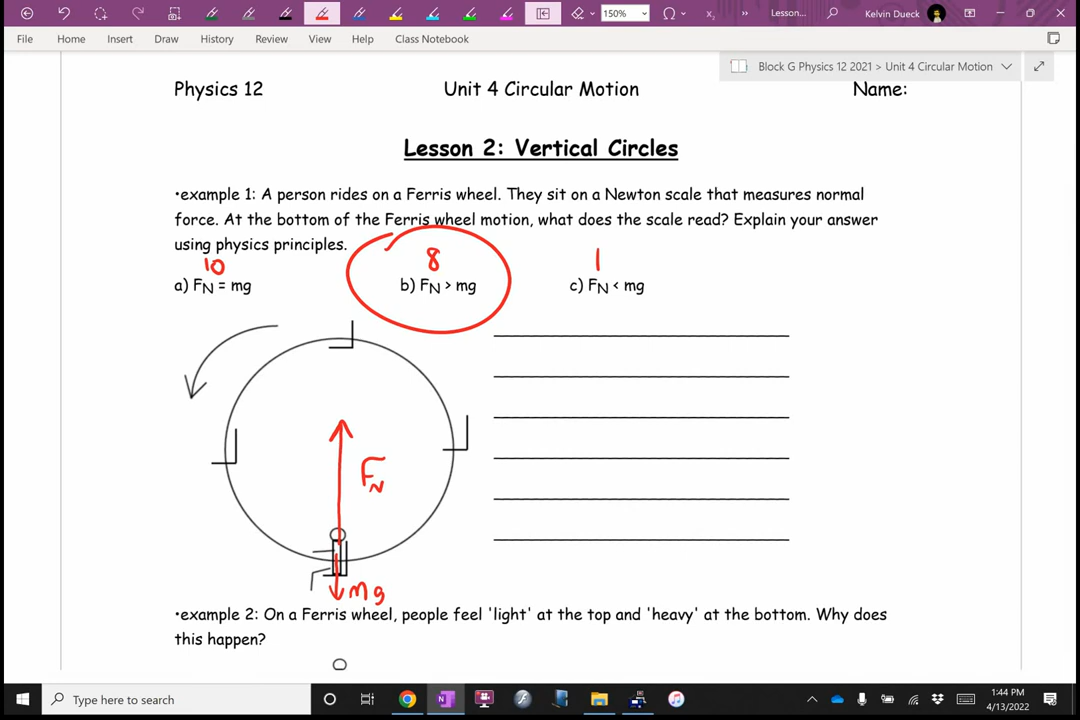 150%
Lesson...
Kelvin Dueck
File Home Insert Draw History Review View Help Class Notebook
Block G Physics 12 2021 > Unit 4 Circular Motion
Physics 12 Unit 4 Circular Motion Name:
Lesson 2: Vertical Circles
•example 1: A person rides on a Ferris wheel. They sit on a Newton scale that measures normal
force. At the bottom of the Ferris wheel motion, what does the scale read? Explain your answer
using physics principles.
10 8 1
a) FN = mg b) FN > mg c) FN < mg
FN
mg
•example 2: On a Ferris wheel, people feel 'light' at the top and 'heavy' at the bottom. Why does
this happen?
Type here to search
1:44 PM
4/13/2022